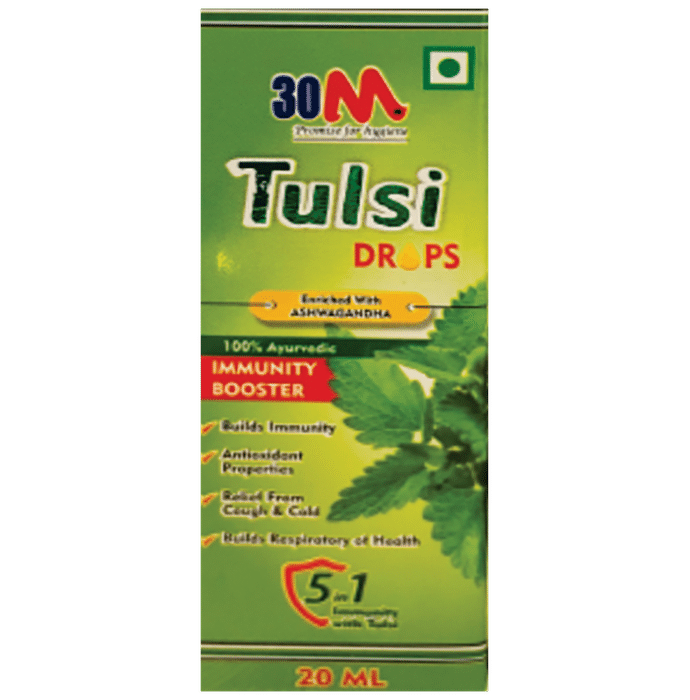 30M
Promise for hygiene
Tulsi
DROPS
Enriched With
ASHWAGANDHA
100% Ayurvedic
IMMUNITY
BOOSTER
Builds Immunity
Antioxidant
Properties
Relief From
Cough & Cold
Builds Respiratory of Health
5 in 1
Immunity
with Tulsi
20 ML